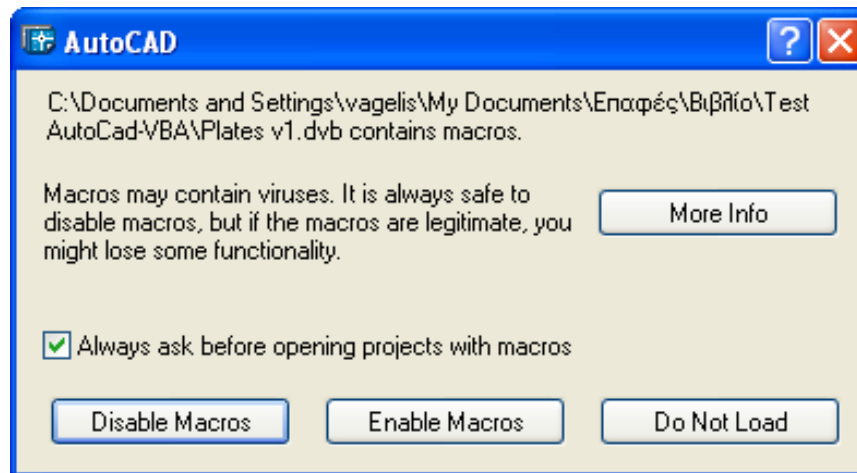 AutoCAD
C:\Documents and Settings\vagelis\My Documents\Επαφές\Βιβλίο\Test
AutoCad-VBA\Plates v1.dvb contains macros.
Macros may contain viruses. It is always safe to
disable macros, but if the macros are legitimate, you
might lose some functionality.
More Info
Always ask before opening projects with macros
Disable Macros
Enable Macros
Do Not Load